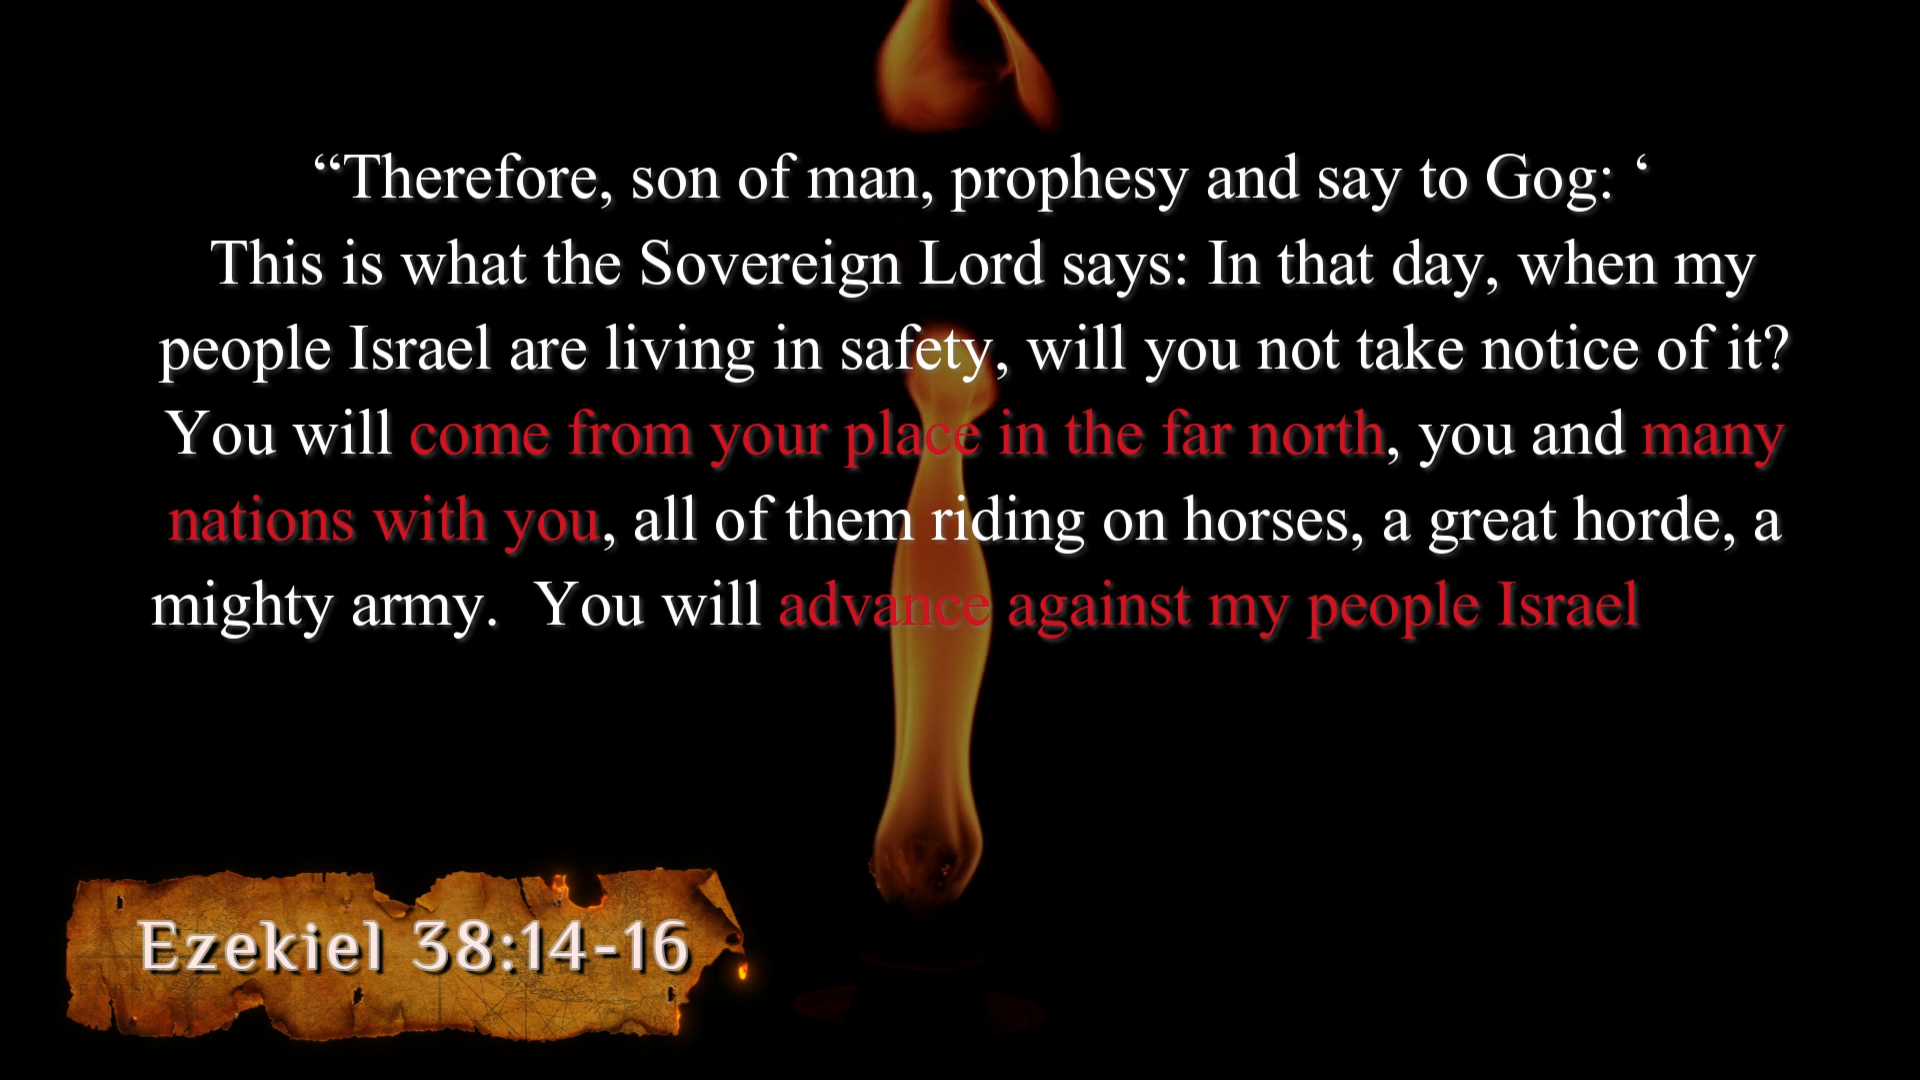 “Therefore, son of man, prophesy and say to Gog: ‘
This is what the Sovereign Lord says: In that day, when my
people Israel are living in safety, will you not take notice of it?
You will come from your place in the far north, you and many
nations with you, all of them riding on horses, a great horde, a
mighty army.  You will advance against my people Israel
Ezekiel 38:14-16